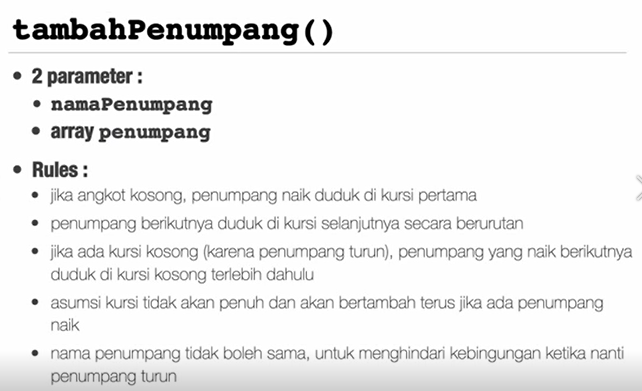 tambahPenumpang()
• 2 parameter :
• namaPenumpang
• array penumpang
• Rules :
• jika angkot kosong, penumpang naik duduk di kursi pertama
• penumpang berikutnya duduk di kursi selanjutnya secara berurutan
• jika ada kursi kosong (karena penumpang turun), penumpang yang naik berikutnya
duduk di kursi kosong terlebih dahulu
• asumsi kursi tidak akan penuh dan akan bertambah terus jika ada penumpang
naik
• nama penumpang tidak boleh sama, untuk menghindari kebingungan ketika nanti
penumpang turun